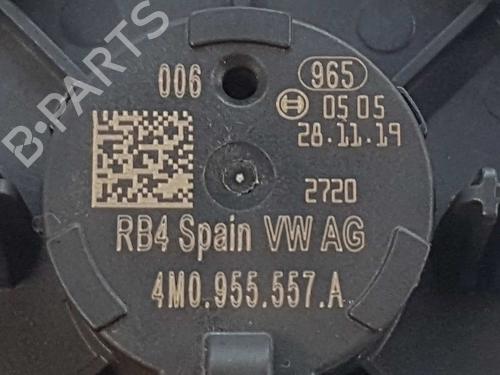 B-PARTS
006
965
05 05
28.11.19
2720
RB4 Spain VW AG
4M0.955.557.A